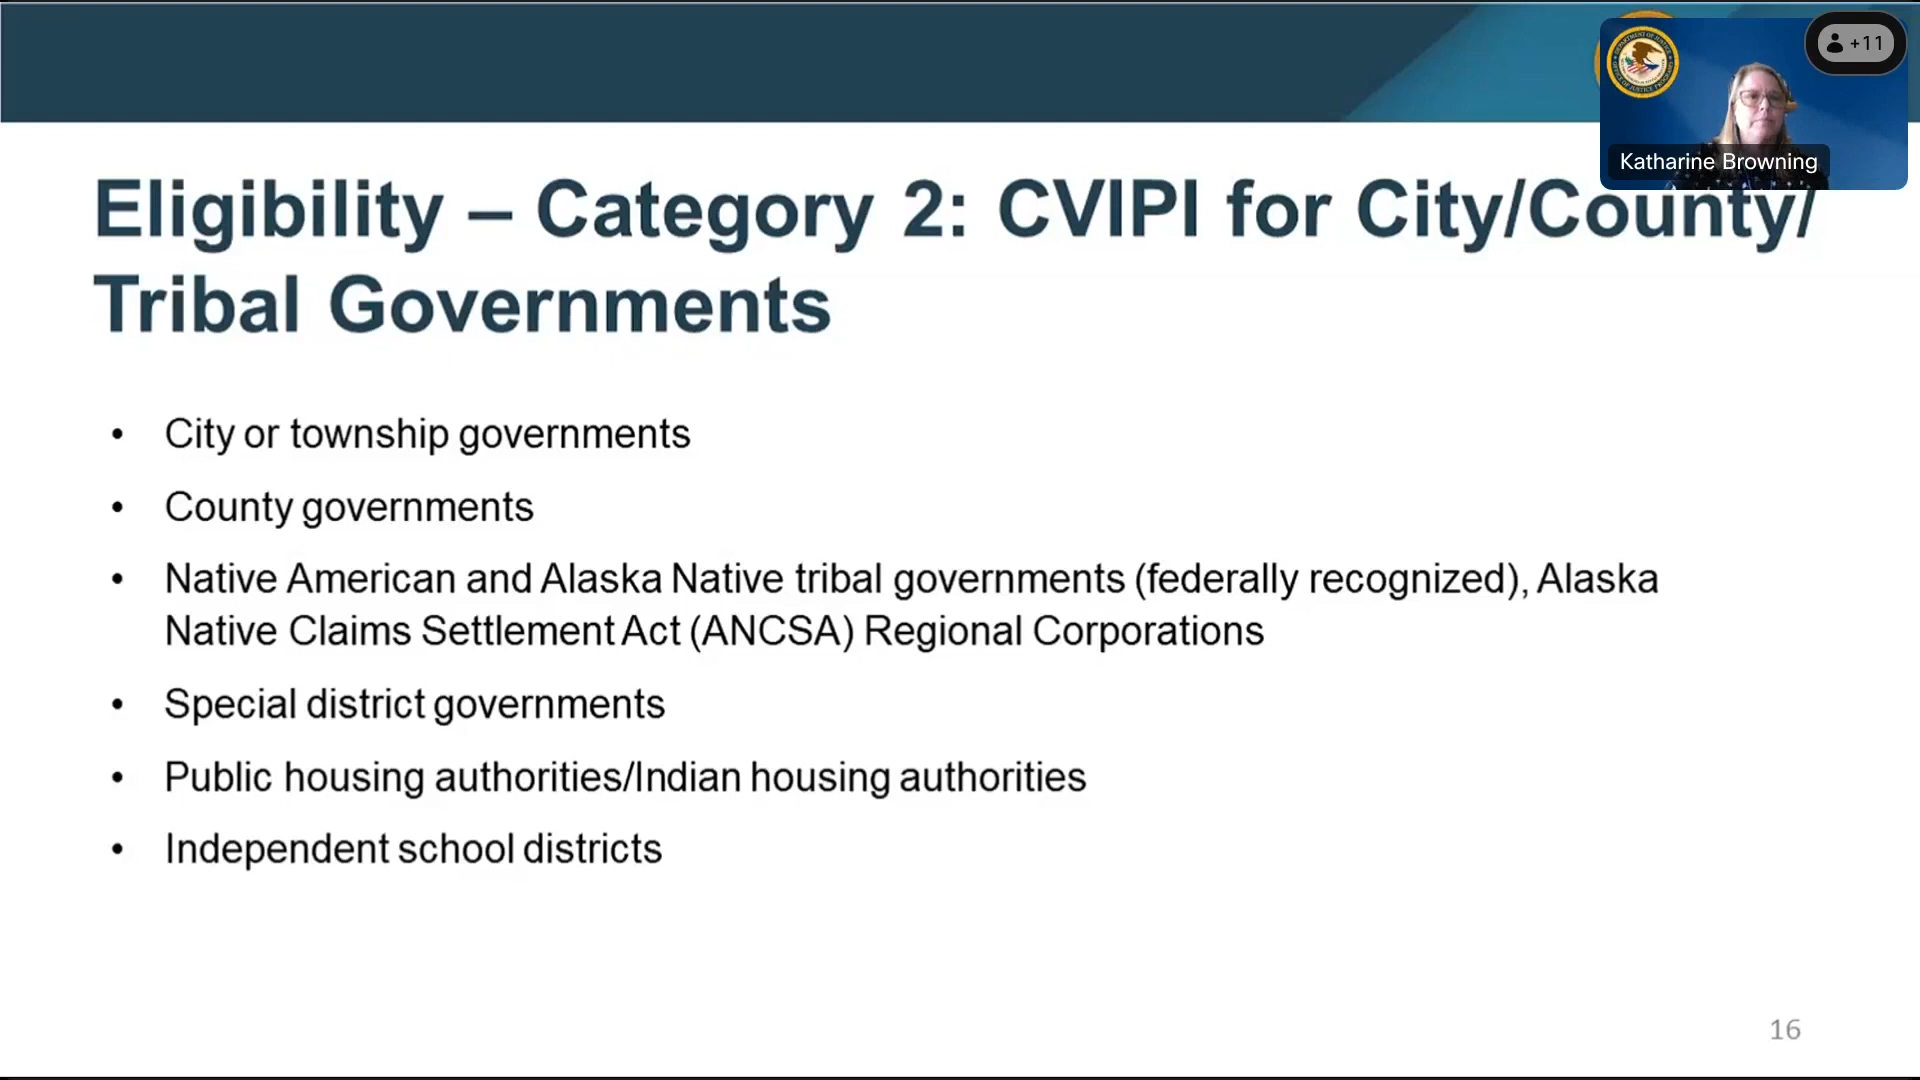 +11
Katharine Browning
Eligibility – Category 2: CVIPI for City/County/
Tribal Governments
• City or township governments
• County governments
• Native American and Alaska Native tribal governments (federally recognized), Alaska
Native Claims Settlement Act (ANCSA) Regional Corporations
• Special district governments
• Public housing authorities/Indian housing authorities
• Independent school districts
16